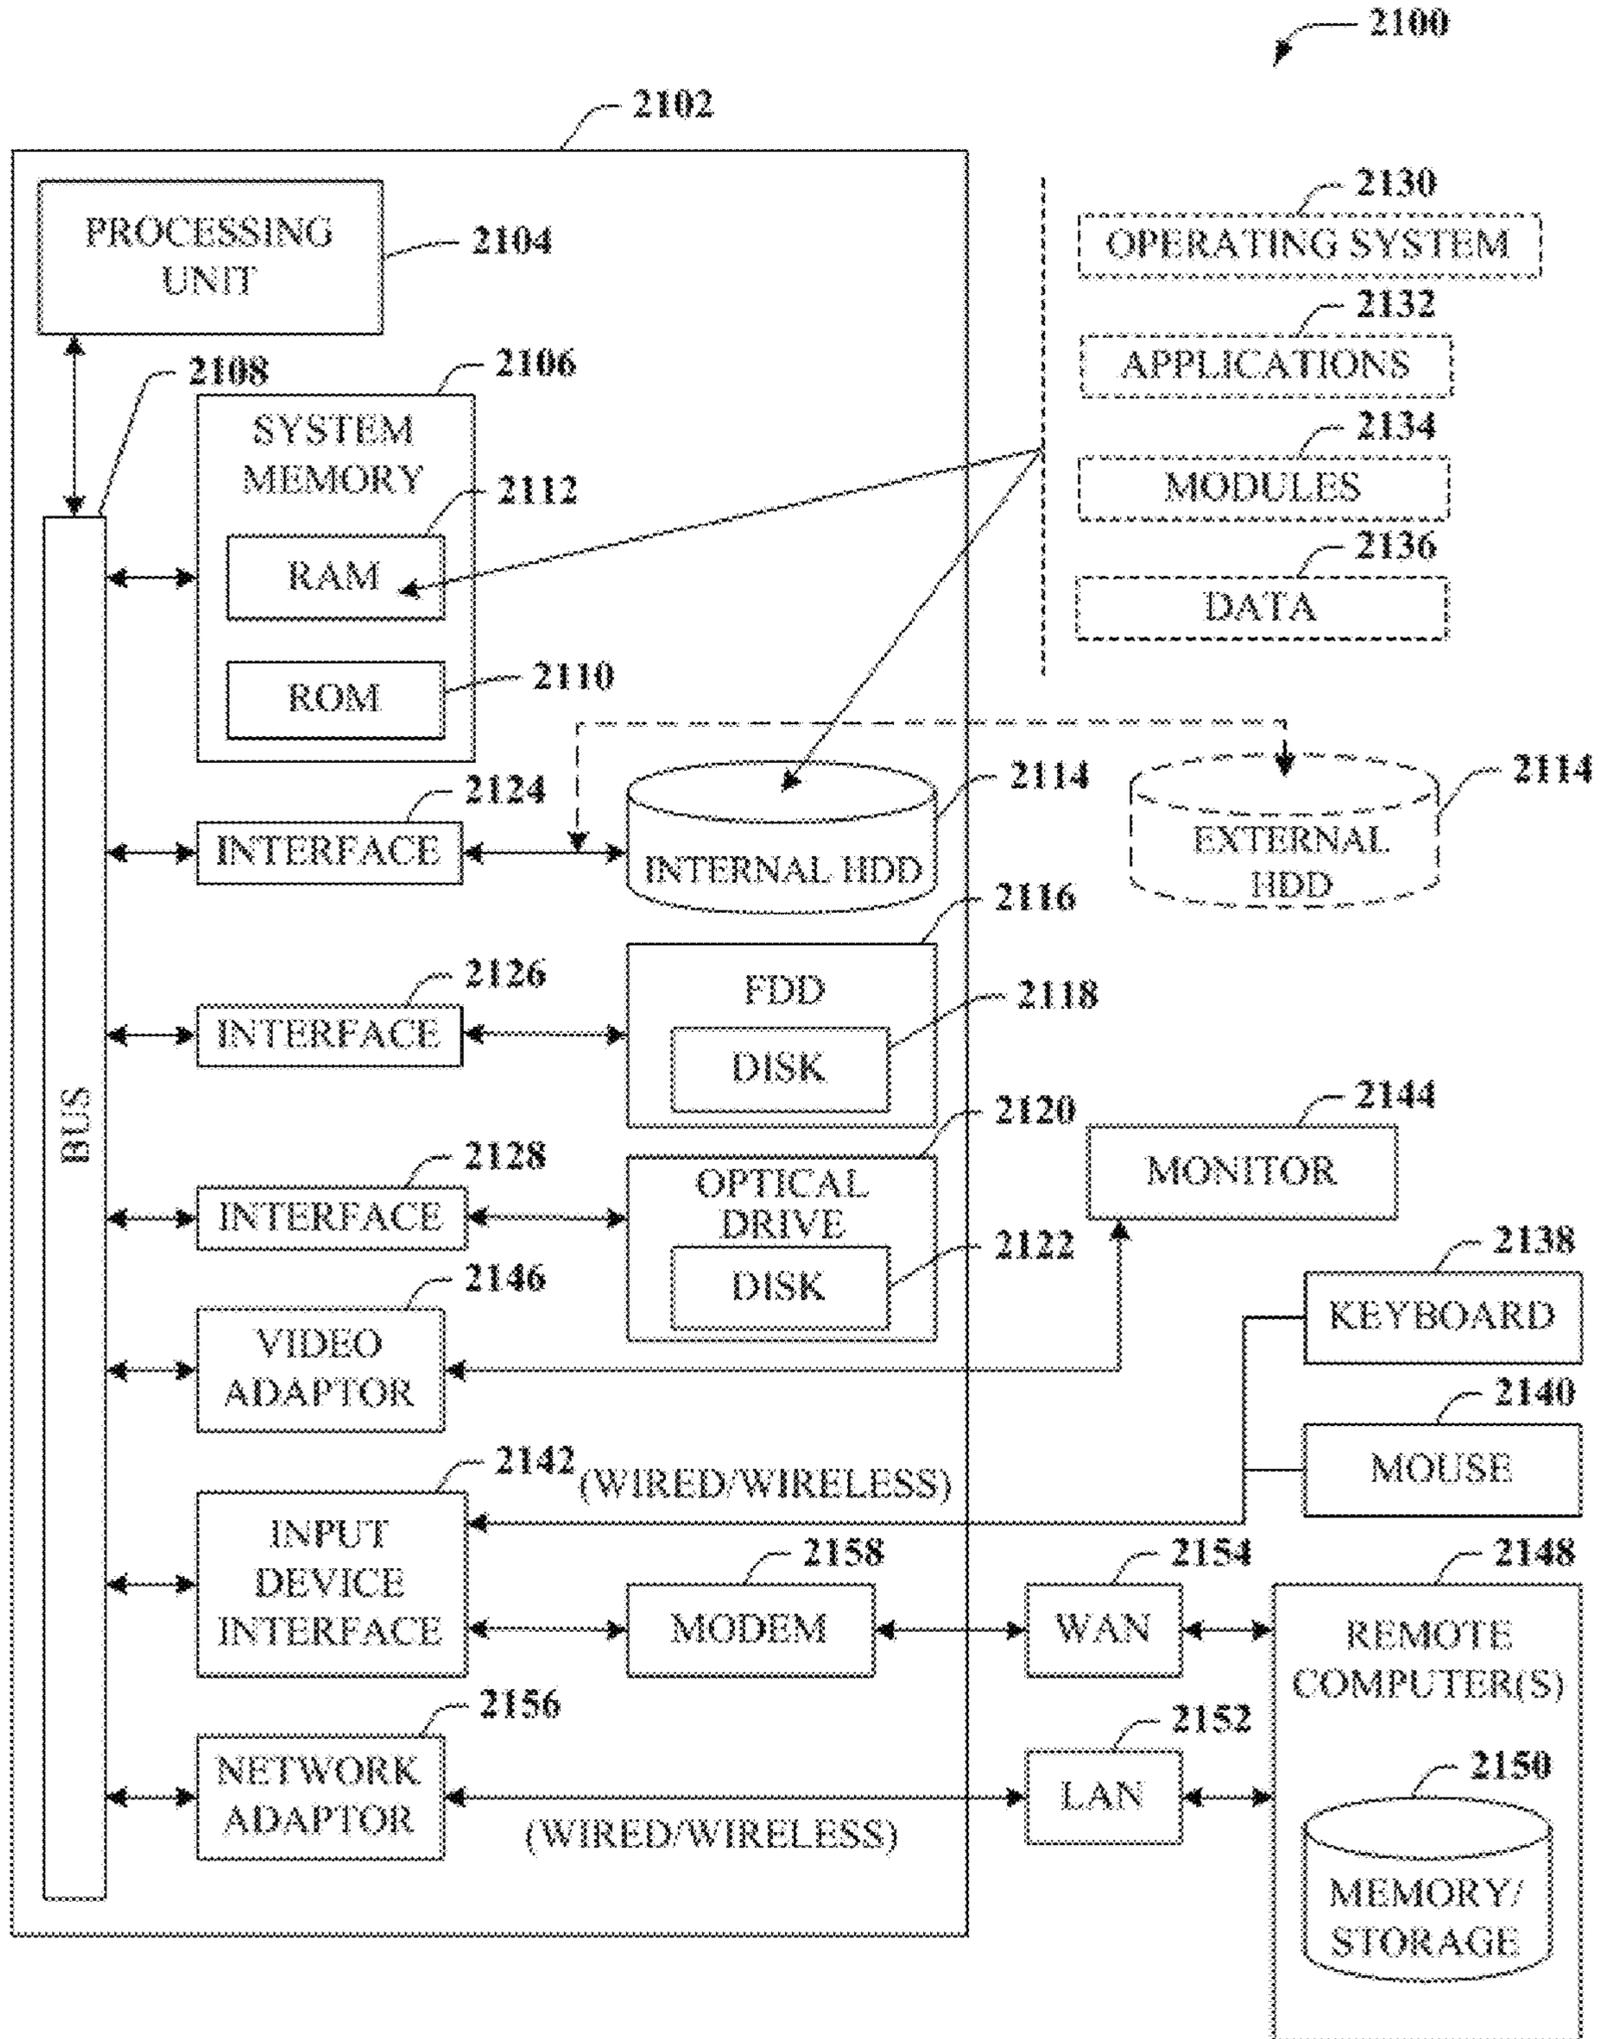 2100
2102
PROCESSING
UNIT
2104
2130
OPERATING SYSTEM
2132
APPLICATIONS
2134
MODULES
2136
DATA
2108
2106
SYSTEM
MEMORY
2112
RAM
2110
ROM
2124
INTERFACE
2114
INTERNAL HDD
2114
EXTERNAL
HDD
2116
FDD
2118
DISK
2126
INTERFACE
BUS
2120
OPTICAL
DRIVE
2122
DISK
2128
INTERFACE
2144
MONITOR
2146
VIDEO
ADAPTOR
2138
KEYBOARD
2140
MOUSE
2142
(WIRED/WIRELESS)
INPUT
DEVICE
INTERFACE
2158
MODEM
2154
WAN
2148
REMOTE
COMPUTER(S)
2156
NETWORK
ADAPTOR
(WIRED/WIRELESS)
2152
LAN
2150
MEMORY/
STORAGE